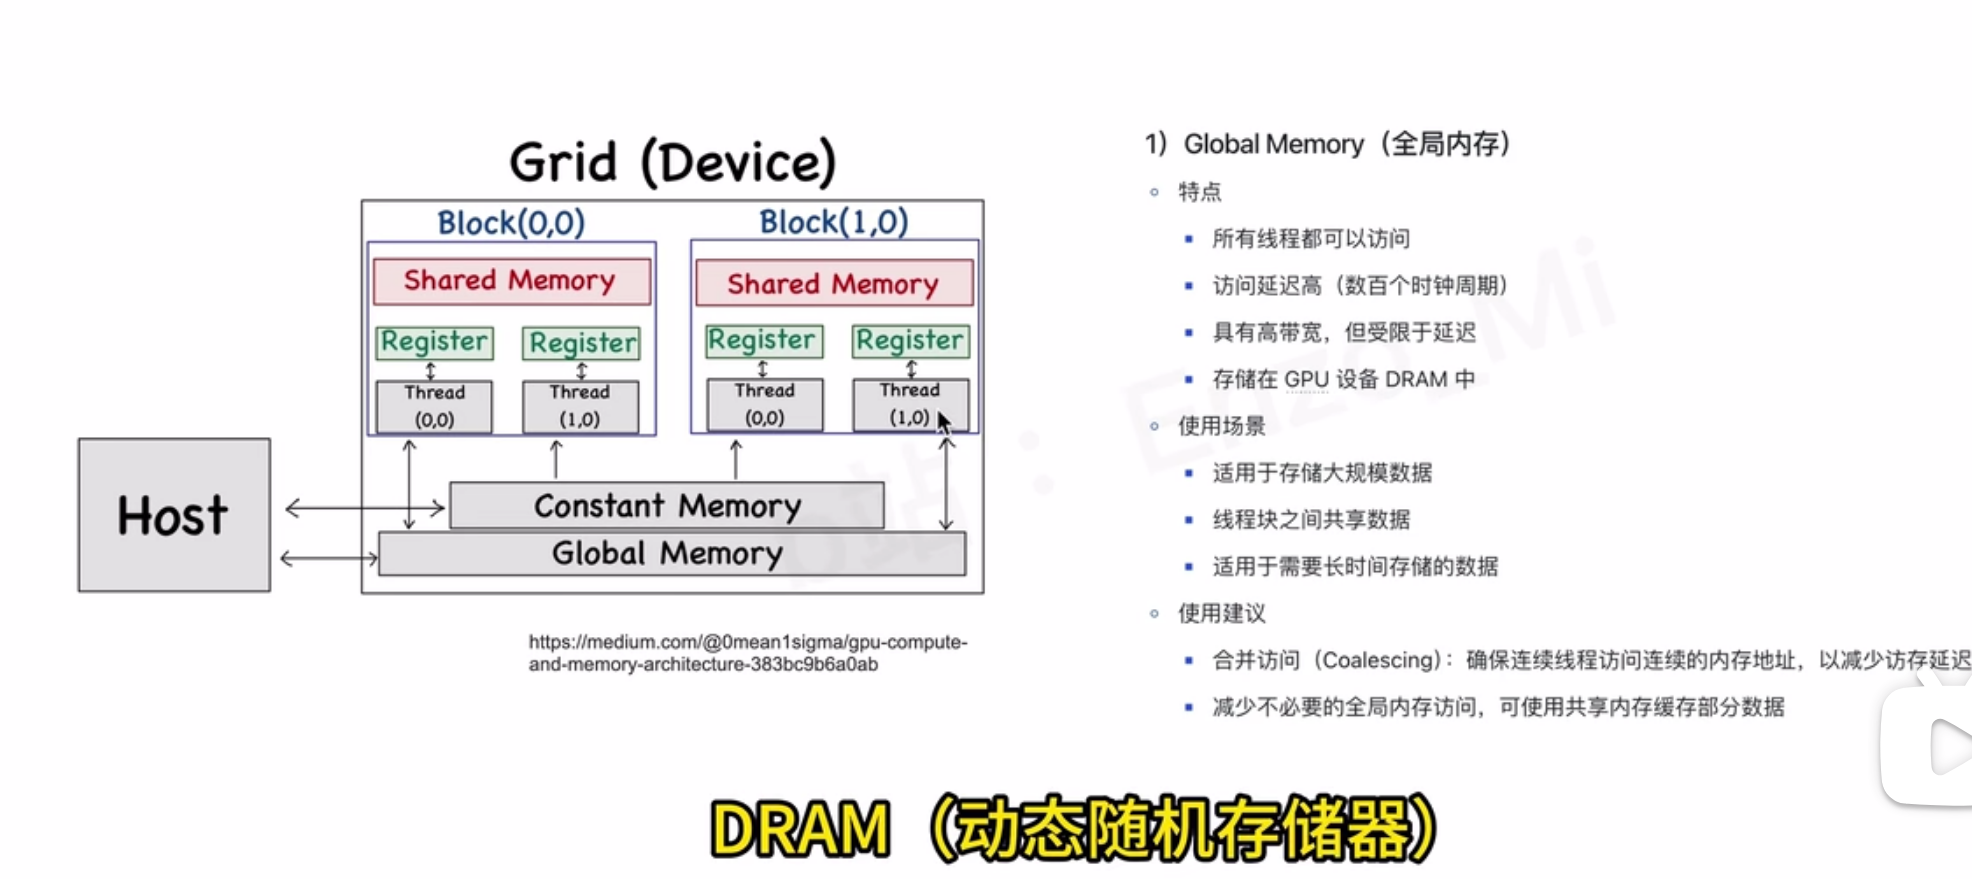 Grid (Device)
Block(0,0)
Block(1,0)
Shared Memory
Shared Memory
Register
Register
Register
Register
Thread
(0,0)
Thread
(1,0)
Thread
(0,0)
Thread
(1,0)
Host
Constant Memory
Global Memory
https://medium.com/@0mean1sigma/gpu-compute-
and-memory-architecture-383bc9b6a0ab
1）Global Memory（全局内存）
特点
所有线程都可以访问
访问延迟高（数百个时钟周期）
具有高带宽，但受限于延迟
存储在 GPU 设备 DRAM 中
使用场景
适用于存储大规模数据
线程块之间共享数据
适用于需要长时间存储的数据
使用建议
合并访问（Coalescing）：确保连续线程访问连续的内存地址，以减少访存延迟
减少不必要的全局内存访问，可使用共享内存缓存部分数据
b站：Enzo_Mi
DRAM（动态随机存储器）